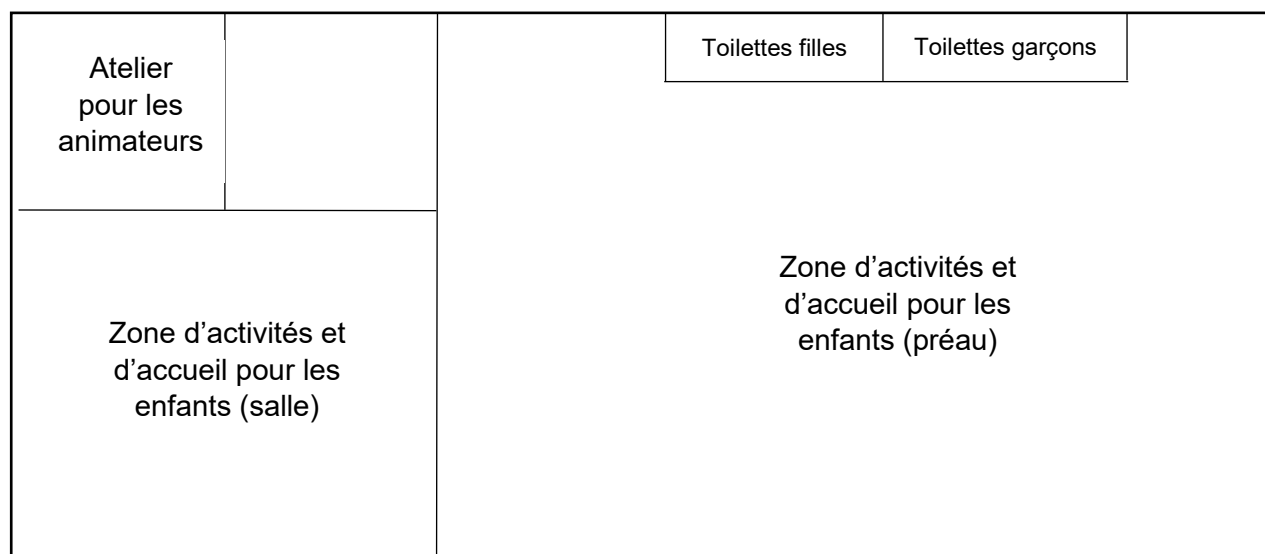 Atelier
pour les
animateurs
Toilettes filles
Toilettes garçons
Zone d’activités et
d’accueil pour les
enfants (préau)
Zone d’activités et
d’accueil pour les
enfants (salle)